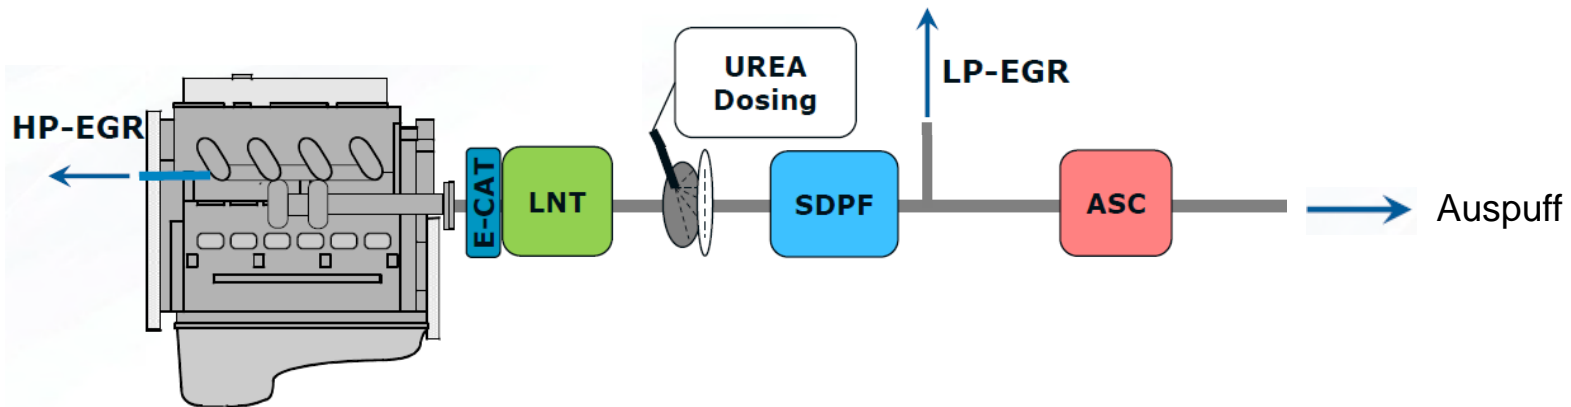 HP-EGR
E-CAT
LNT
UREA
Dosing
SDPF
LP-EGR
ASC
Auspuff